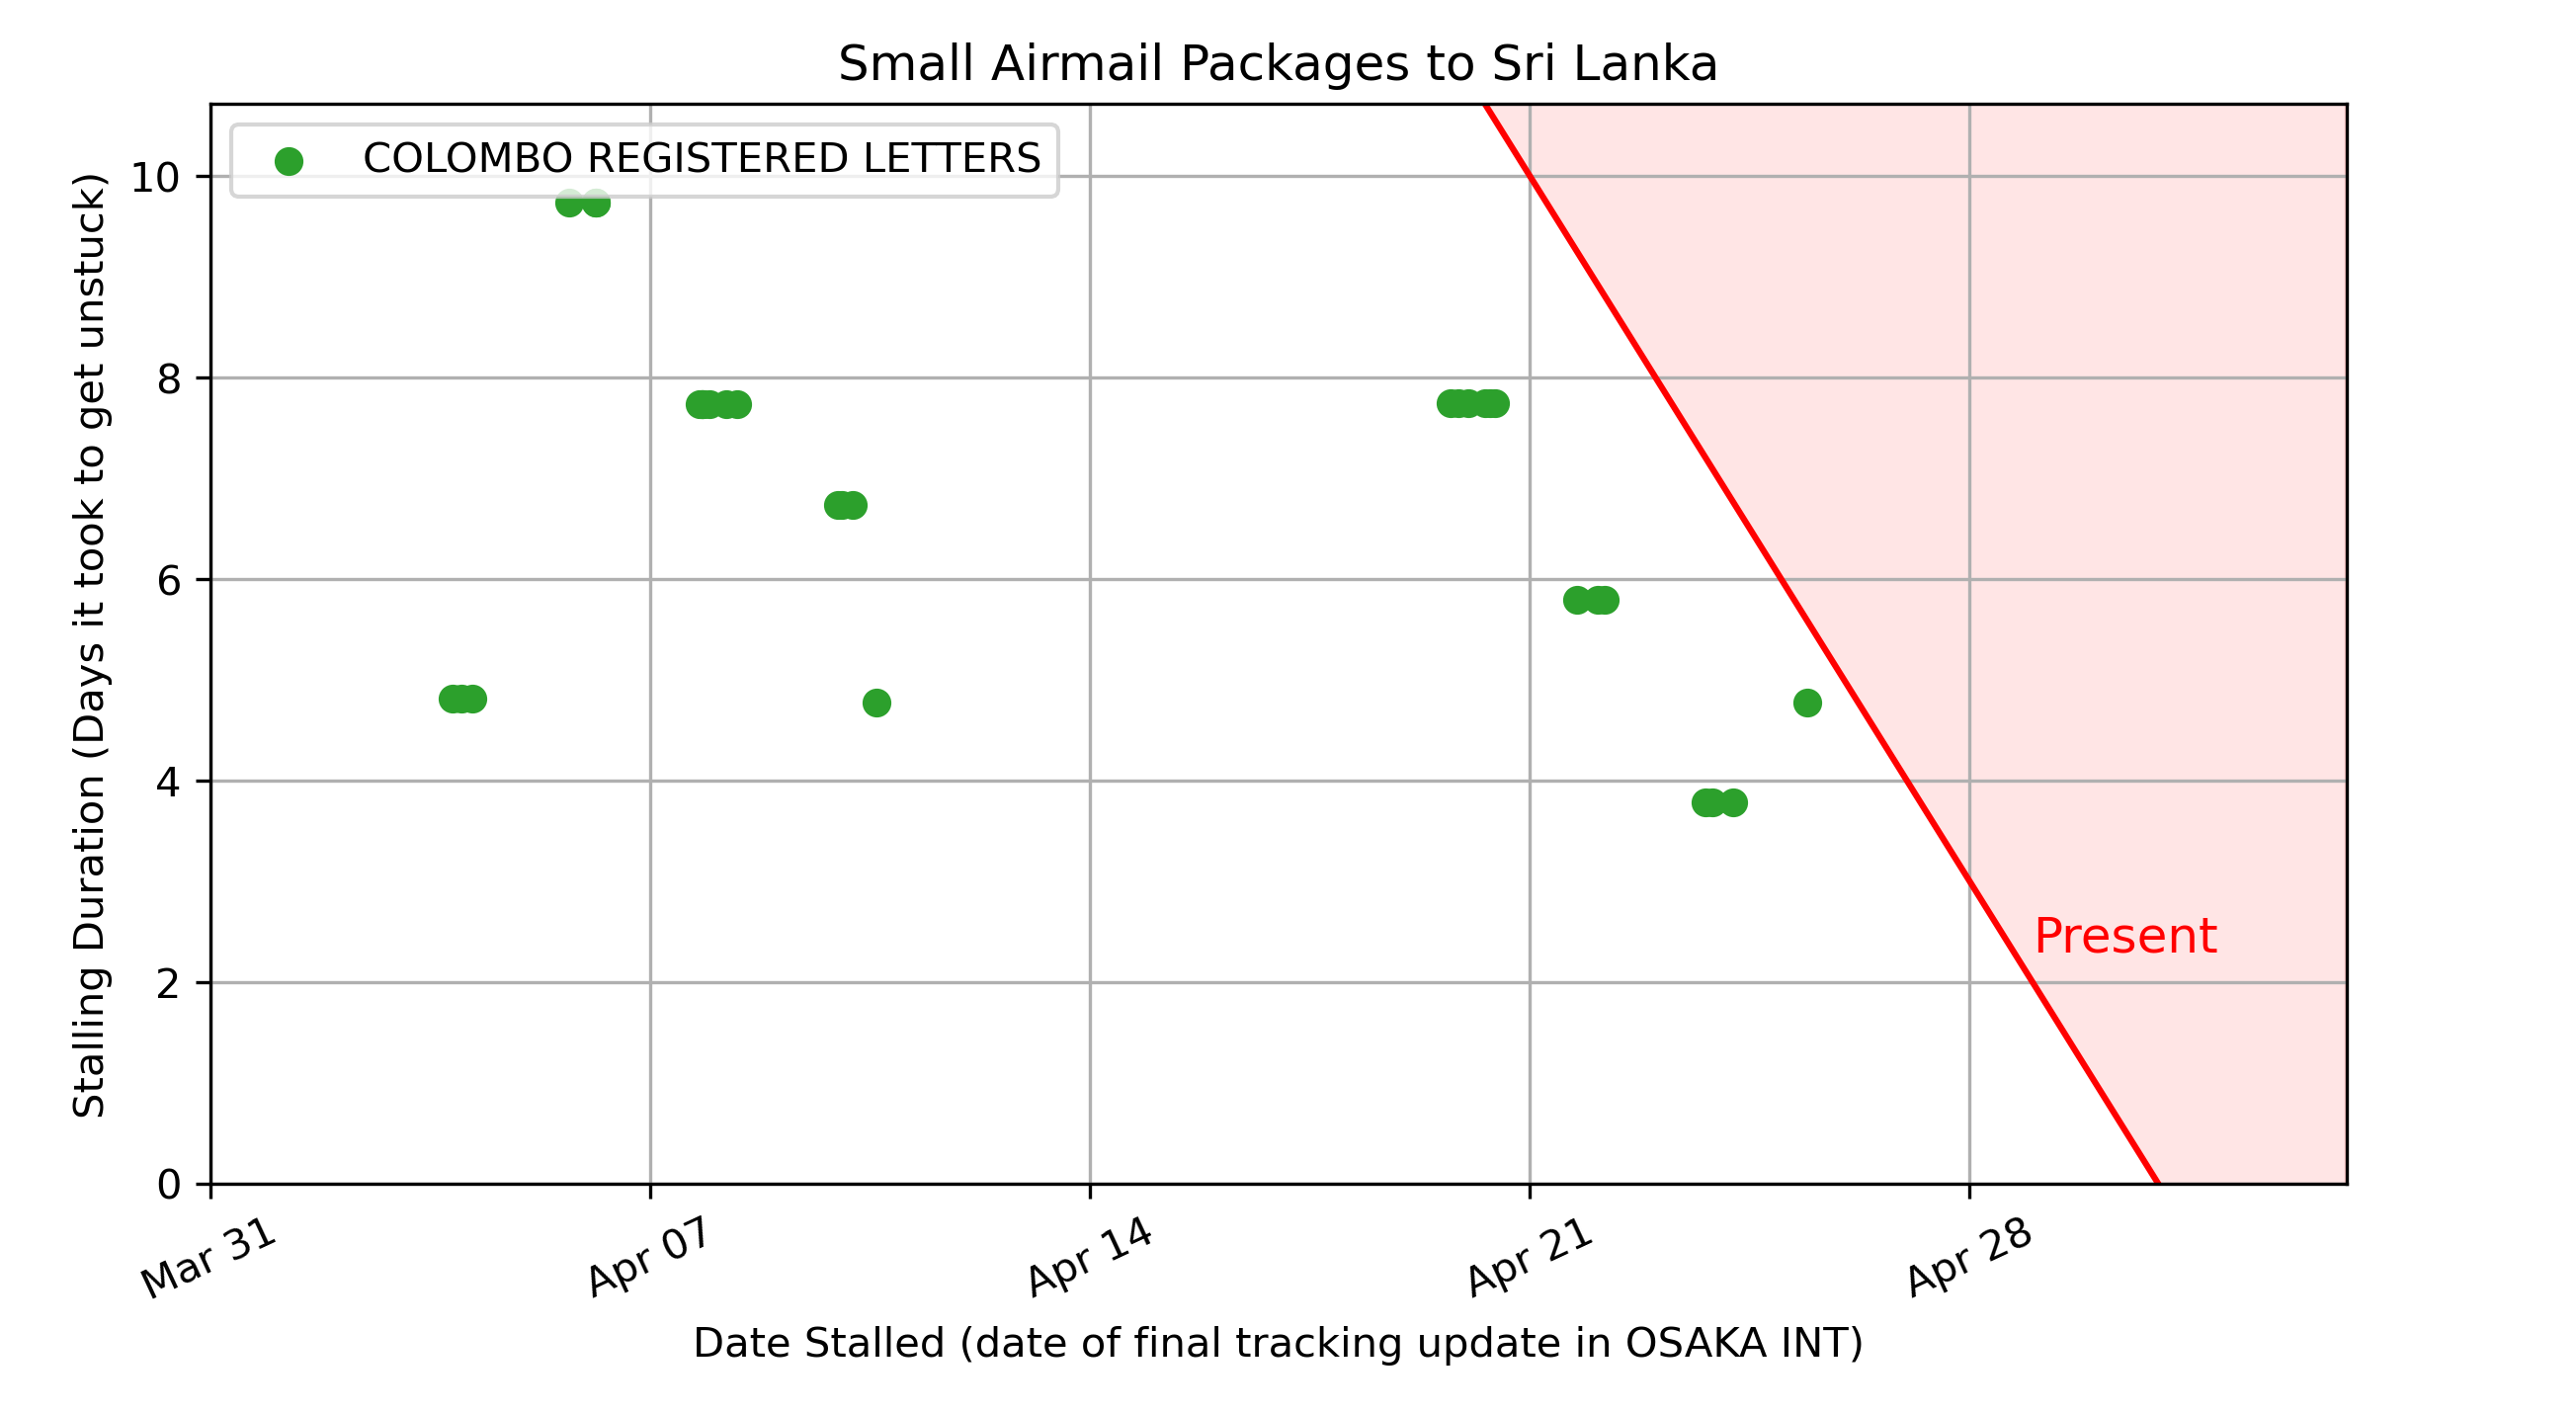 Small Airmail Packages to Sri Lanka
COLOMBO REGISTERED LETTERS
Stalling Duration (Days it took to get unstuck)
10
8
6
4
2
0
Present
Mar 31
Apr 07
Apr 14
Apr 21
Apr 28
Date Stalled (date of final tracking update in OSAKA INT)